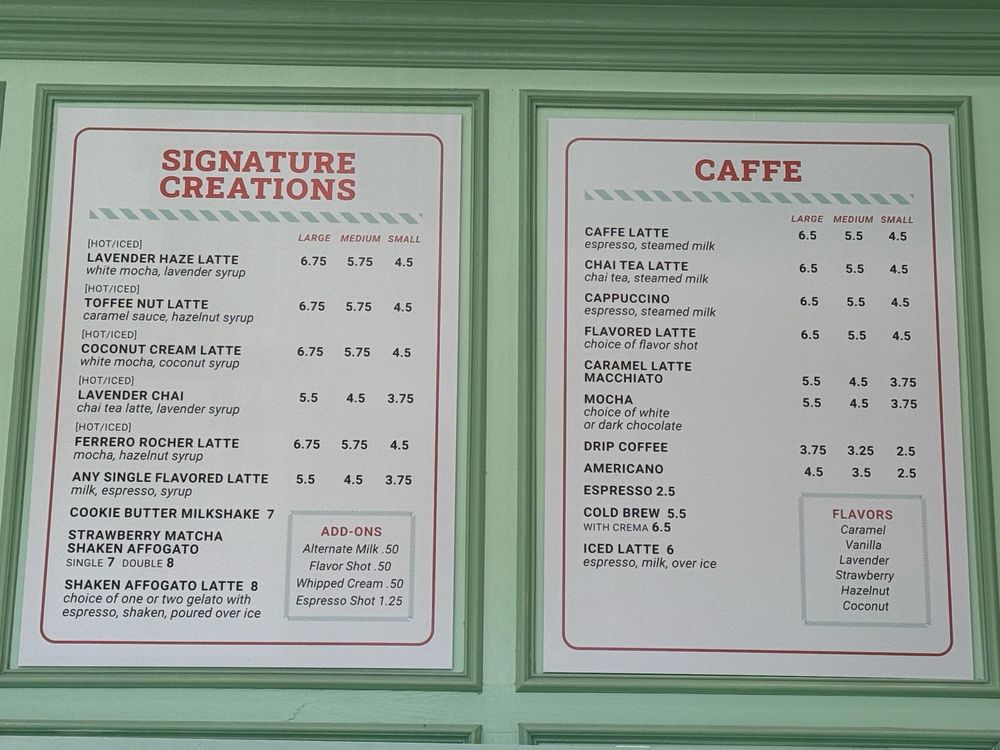 SIGNATURE
CREATIONS
LARGE MEDIUM SMALL
[HOT/ICED]
LAVENDER HAZE LATTE 6.75 5.75 4.5
white mocha, lavender syrup
[HOT/ICED]
TOFFEE NUT LATTE 6.75 5.75 4.5
caramel sauce, hazelnut syrup
[HOT/ICED]
COCONUT CREAM LATTE 6.75 5.75 4.5
white mocha, coconut syrup
[HOT/ICED]
LAVENDER CHAI 5.5 4.5 3.75
chai tea latte, lavender syrup
[HOT/ICED]
FERRERO ROCHER LATTE 6.75 5.75 4.5
mocha, hazelnut syrup
ANY SINGLE FLAVORED LATTE 5.5 4.5 3.75
milk, espresso, syrup
COOKIE BUTTER MILKSHAKE 7
STRAWBERRY MATCHA
SHAKEN AFFOGATO
SINGLE 7 DOUBLE 8
SHAKEN AFFOGATO LATTE 8
choice of one or two gelato with
espresso, shaken, poured over ice
ADD-ONS
Alternate Milk .50
Flavor Shot .50
Whipped Cream .50
Espresso Shot 1.25
CAFFE
LARGE MEDIUM SMALL
CAFFE LATTE 6.5 5.5 4.5
espresso, steamed milk
CHAI TEA LATTE 6.5 5.5 4.5
chai tea, steamed milk
CAPPUCCINO 6.5 5.5 4.5
espresso, steamed milk
FLAVORED LATTE 6.5 5.5 4.5
choice of flavor shot
CARAMEL LATTE
MACCHIATO 5.5 4.5 3.75
MOCHA 5.5 4.5 3.75
choice of white
or dark chocolate
DRIP COFFEE 3.75 3.25 2.5
AMERICANO 4.5 3.5 2.5
ESPRESSO 2.5
COLD BREW 5.5
WITH CREMA 6.5
ICED LATTE 6
espresso, milk, over ice
FLAVORS
Caramel
Vanilla
Lavender
Strawberry
Hazelnut
Coconut